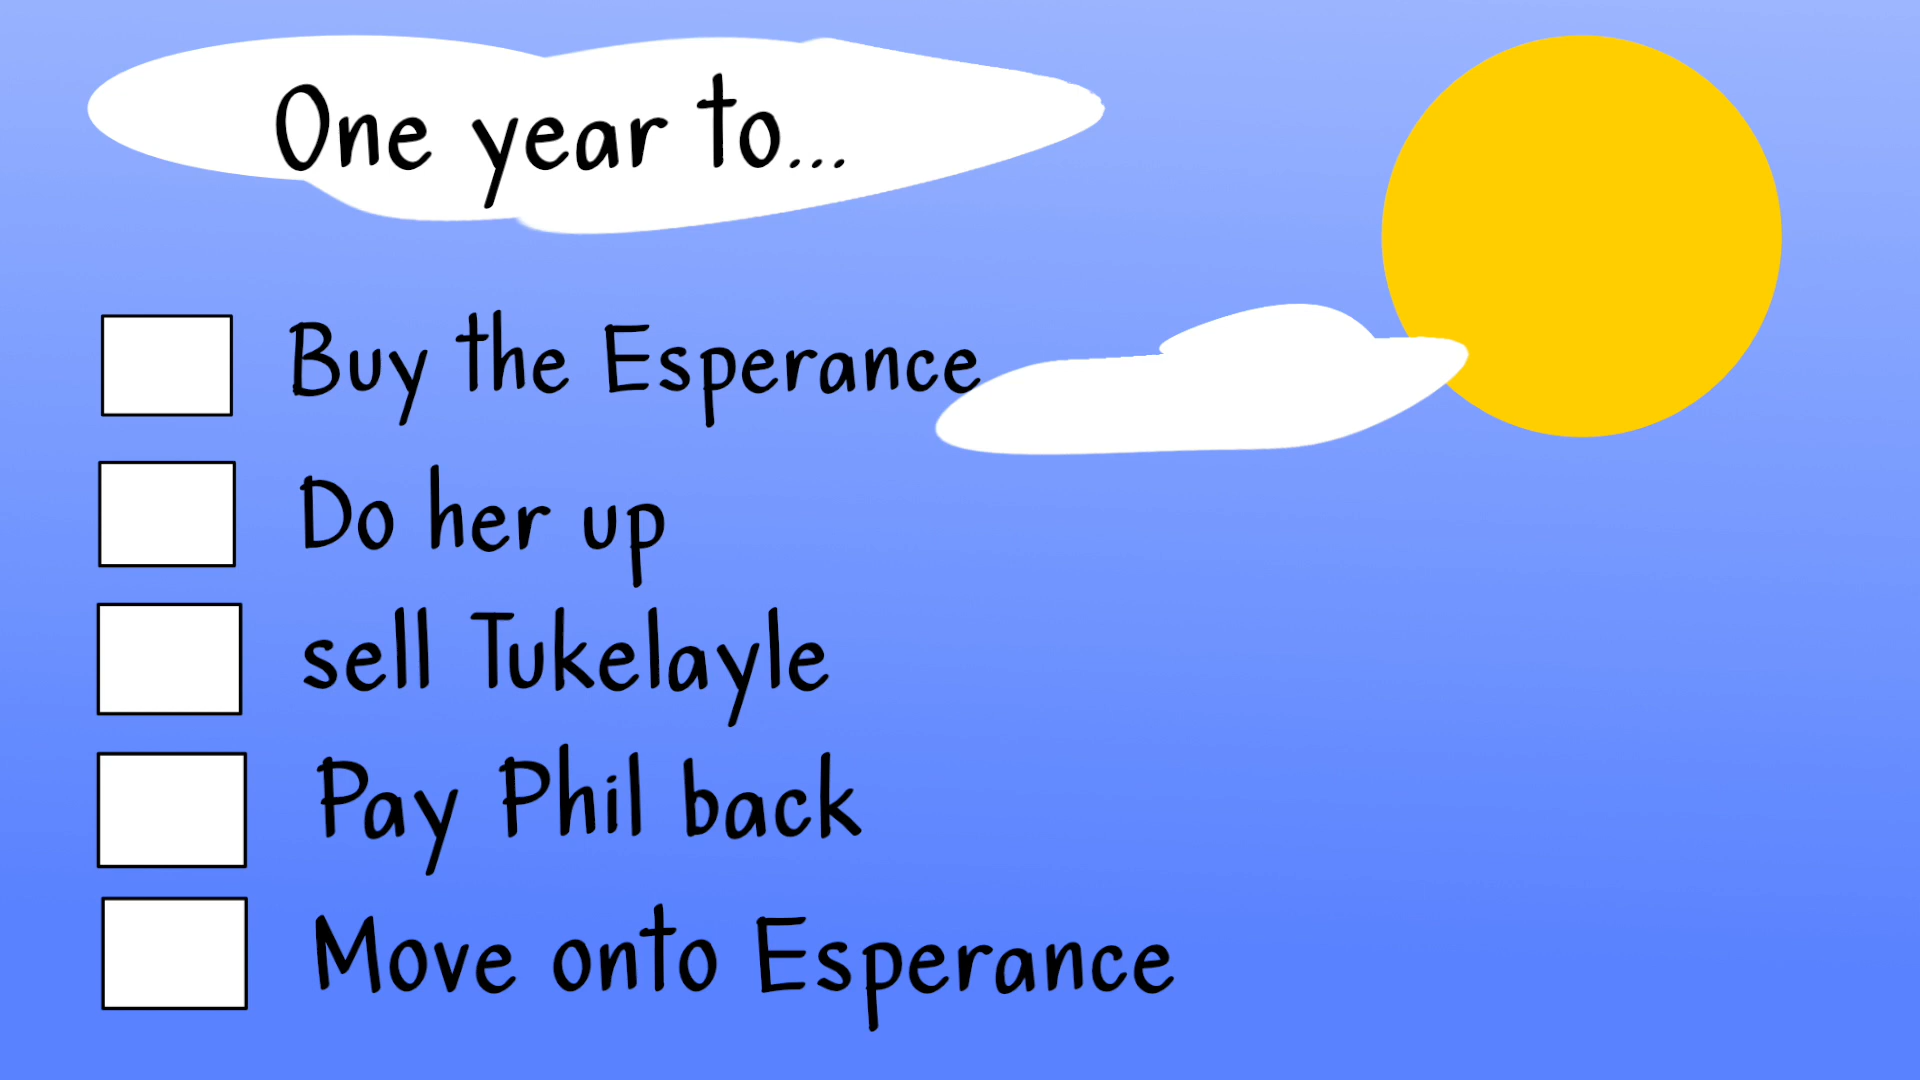 One year to...
Buy the Esperance
Do her up
sell Tukelayle
Pay Phil back
Move onto Esperance